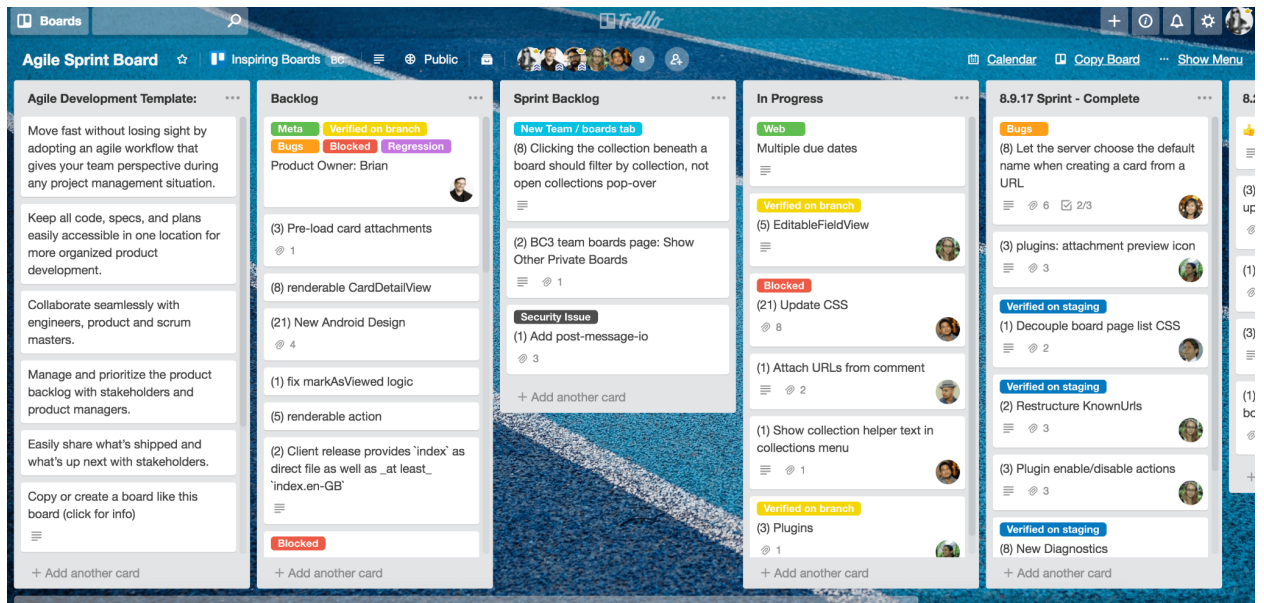 Boards
Trello
Agile Sprint Board
Inspiring Boards BC
Public
9
Calendar
Copy Board
··· Show Menu
Agile Development Template:
Move fast without losing sight by
adopting an agile workflow that
gives your team perspective during
any project management situation.
Keep all code, specs, and plans
easily accessible in one location for
more organized product
development.
Collaborate seamlessly with
engineers, product and scrum
masters.
Manage and prioritize the product
backlog with stakeholders and
product managers.
Easily share what's shipped and
what's up next with stakeholders.
Copy or create a board like this
board (click for info)
+ Add another card
Backlog
Meta Verified on branch
Bugs Blocked Regression
Product Owner: Brian
(3) Pre-load card attachments
1
(8) renderable CardDetailView
(21) New Android Design
4
(1) fix markAsViewed logic
(5) renderable action
(2) Client release provides `index` as
direct file as well as _at least_
`index.en-GB`
Blocked
+ Add another card
Sprint Backlog
New Team / boards tab
(8) Clicking the collection beneath a
board should filter by collection, not
open collections pop-over
(2) BC3 team boards page: Show
Other Private Boards
1
Security Issue
(1) Add post-message-io
3
+ Add another card
In Progress
Web
Multiple due dates
Verified on branch
(5) EditableFieldView
Blocked
(21) Update CSS
8
(1) Attach URLs from comment
2
(1) Show collection helper text in
collections menu
1
Verified on branch
(3) Plugins
1
+ Add another card
8.9.17 Sprint - Complete
Bugs
(8) Let the server choose the default
name when creating a card from a
URL
6 2/3
(3) plugins: attachment preview icon
3
Verified on staging
(1) Decouple board page list CSS
2
Verified on staging
(2) Restructure KnownUrls
3
(3) Plugin enable/disable actions
3
Verified on staging
(8) New Diagnostics
+ Add another card
8.2
(3)
up
(1)
(3)
(1)
bo
+